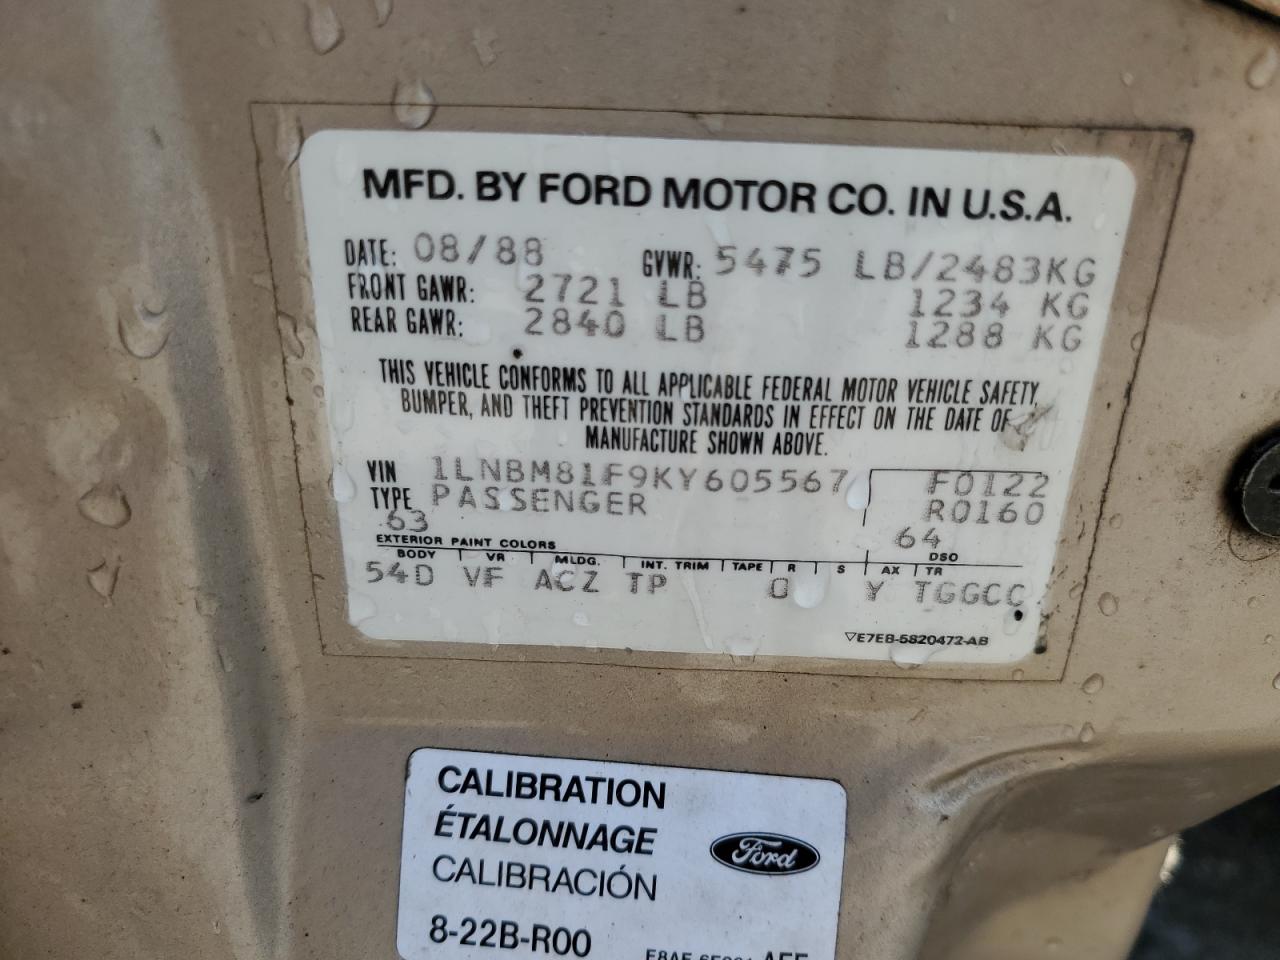 MFD. BY FORD MOTOR CO. IN U.S.A.
DATE: 08/88 GVWR: 5475 LB/2483KG
FRONT GAWR: 2721 LB 1234 KG
REAR GAWR: 2840 LB 1288 KG
THIS VEHICLE CONFORMS TO ALL APPLICABLE FEDERAL MOTOR VEHICLE SAFETY,
BUMPER, AND THEFT PREVENTION STANDARDS IN EFFECT ON THE DATE OF
MANUFACTURE SHOWN ABOVE.
VIN 1LNBM81F9KY605567 F0122
TYPE PASSENGER R0160
63 64
EXTERIOR PAINT COLORS DSO
BODY VR MLDG. INT. TRIM TAPE R S AX TR
54D VF ACZ TP O Y TGGCC
▽E7EB-5820472-AB
CALIBRATION
ÉTALONNAGE
CALIBRACIÓN
Ford
8-22B-R00